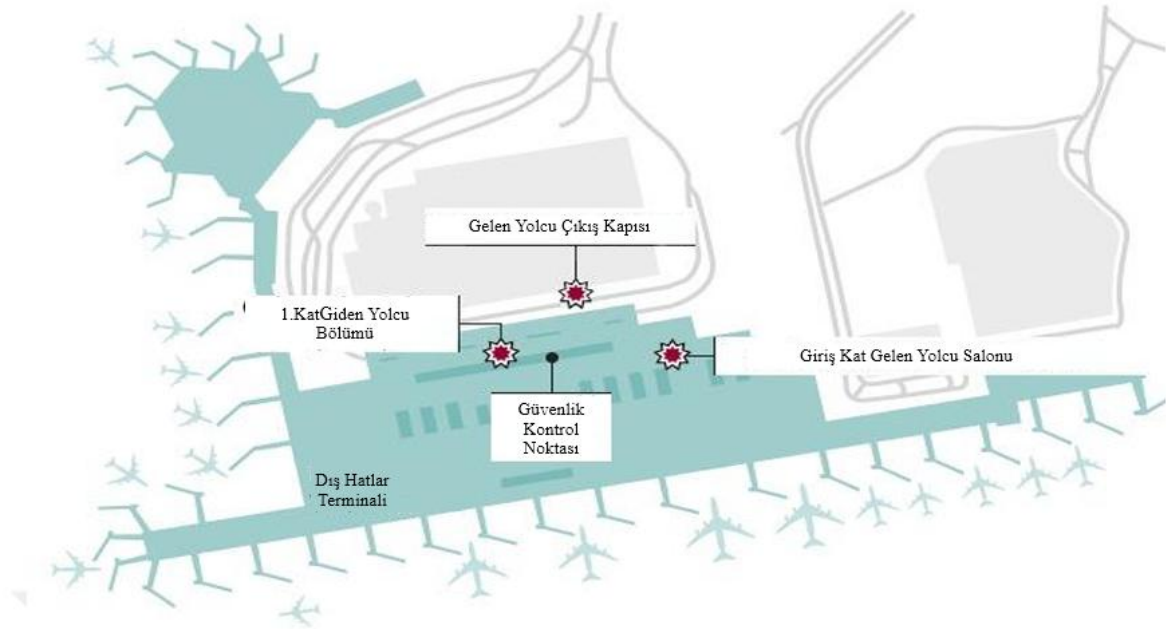 Gelen Yolcu Çıkış Kapısı
1.KatGiden Yolcu
Bölümü
Giriş Kat Gelen Yolcu Salonu
Güvenlik
Kontrol
Noktası
Dış Hatlar
Terminali